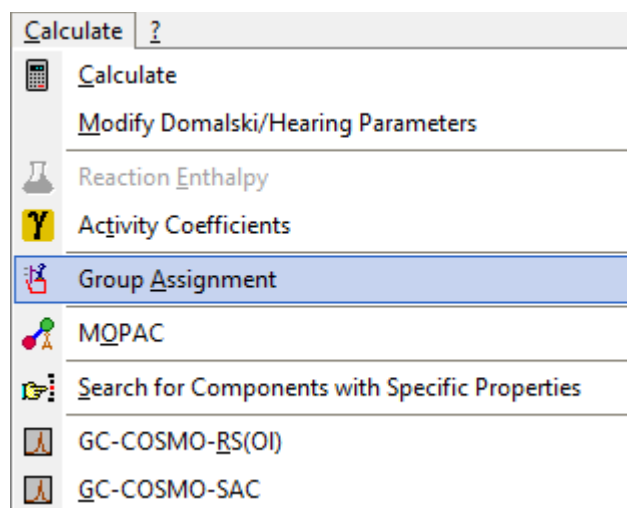 Calculate ?
Calculate
Modify Domalski/Hearing Parameters
Reaction Enthalpy
γ Activity Coefficients
Group Assignment
MOPAC
Search for Components with Specific Properties
GC-COSMO-RS(OI)
GC-COSMO-SAC